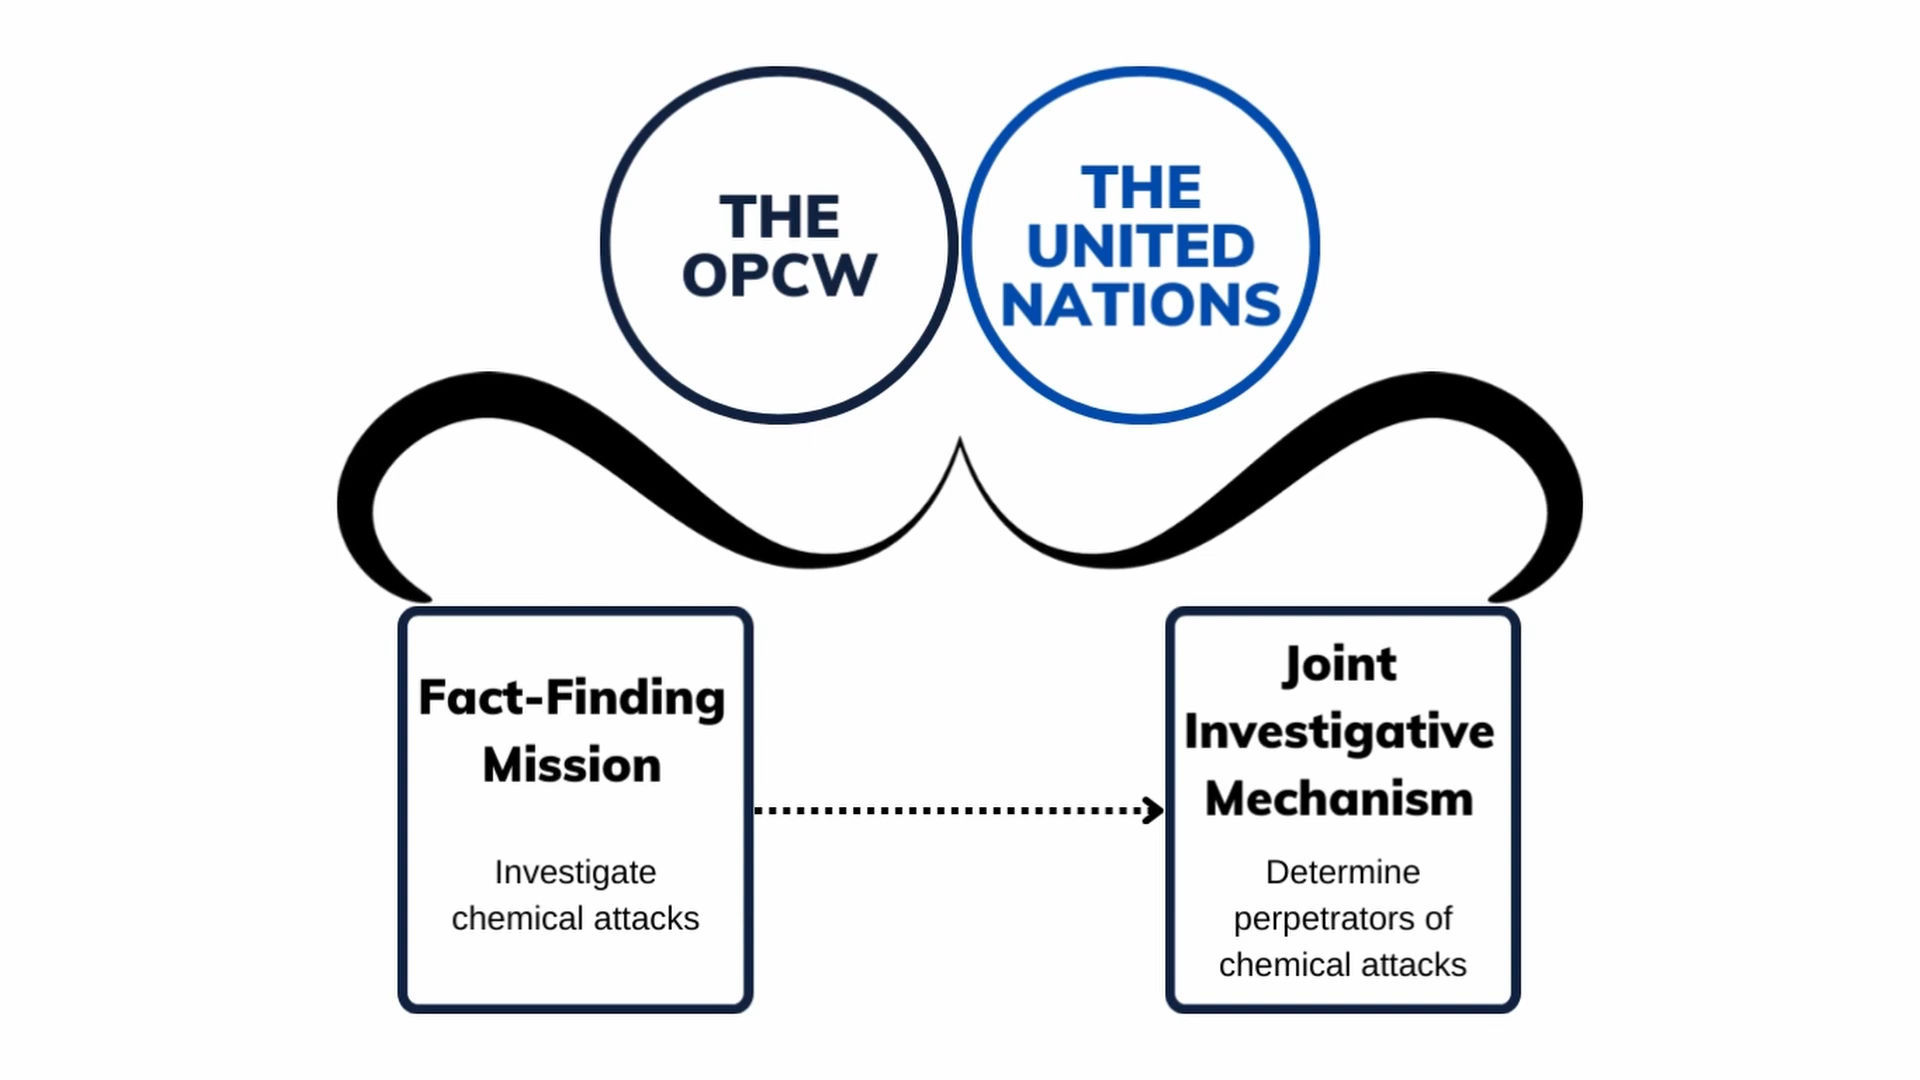 THE
OPCW
THE
UNITED
NATIONS
Fact-Finding
Mission
Investigate
chemical attacks
Joint
Investigative
Mechanism
Determine
perpetrators of
chemical attacks